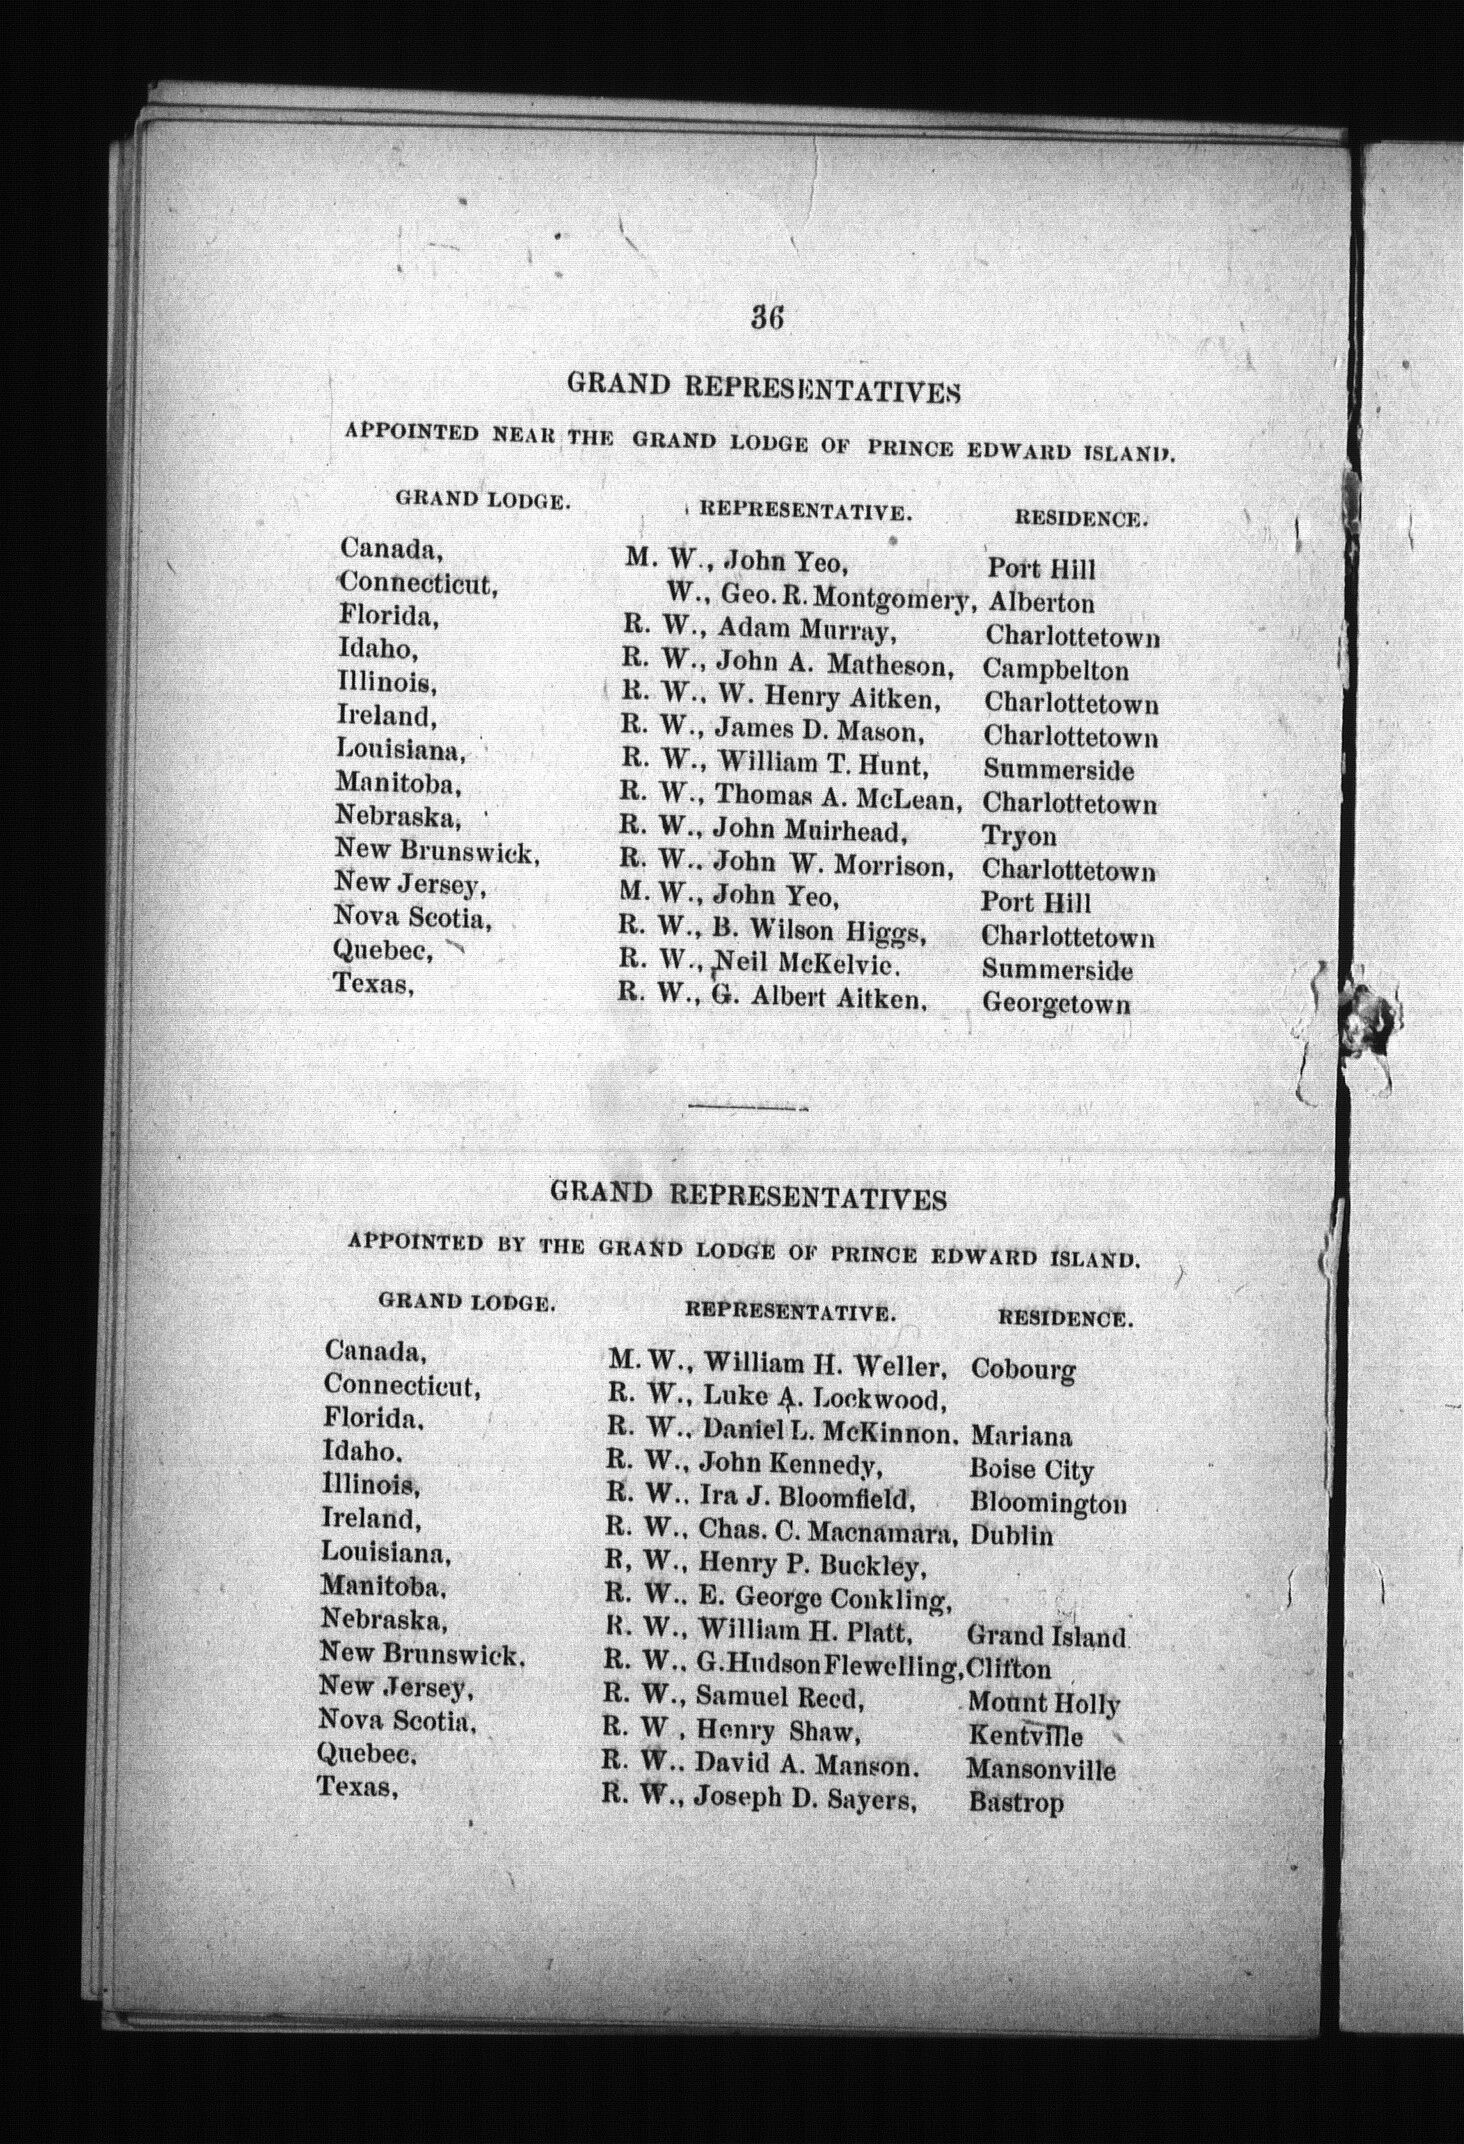 36
GRAND REPRESENTATIVES
APPOINTED NEAR THE GRAND LODGE OF PRINCE EDWARD ISLAND.
GRAND LODGE. REPRESENTATIVE. RESIDENCE.
Canada, M. W., John Yeo, Port Hill
Connecticut, W., Geo. R. Montgomery, Alberton
Florida, R. W., Adam Murray, Charlottetown
Idaho, R. W., John A. Matheson, Campbelton
Illinois, R. W., W. Henry Aitken, Charlottetown
Ireland, R. W., James D. Mason, Charlottetown
Louisiana, R. W., William T. Hunt, Summerside
Manitoba, R. W., Thomas A. McLean, Charlottetown
Nebraska, R. W., John Muirhead, Tryon
New Brunswick, R. W., John W. Morrison, Charlottetown
New Jersey, M. W., John Yeo, Port Hill
Nova Scotia, R. W., B. Wilson Higgs, Charlottetown
Quebec, R. W., Neil McKelvie. Summerside
Texas, R. W., G. Albert Aitken. Georgetown
GRAND REPRESENTATIVES
APPOINTED BY THE GRAND LODGE OF PRINCE EDWARD ISLAND.
GRAND LODGE. REPRESENTATIVE. RESIDENCE.
Canada, M. W., William H. Weller, Cobourg
Connecticut, R. W., Luke A. Lockwood,
Florida. R. W., Daniel L. McKinnon. Mariana
Idaho. R. W., John Kennedy, Boise City
Illinois, R. W., Ira J. Bloomfield, Bloomington
Ireland, R. W., Chas. C. Macnamara, Dublin
Louisiana, R, W., Henry P. Buckley,
Manitoba, R. W.. E. George Conkling,
Nebraska, R. W., William H. Platt, Grand Island
New Brunswick. R. W.. G. Hudson Flewelling, Clifton
New Jersey, R. W., Samuel Reed, Mount Holly
Nova Scotia. R. W , Henry Shaw, Kentville
Quebec. R. W.. David A. Manson. Mansonville
Texas, R. W., Joseph D. Sayers, Bastrop